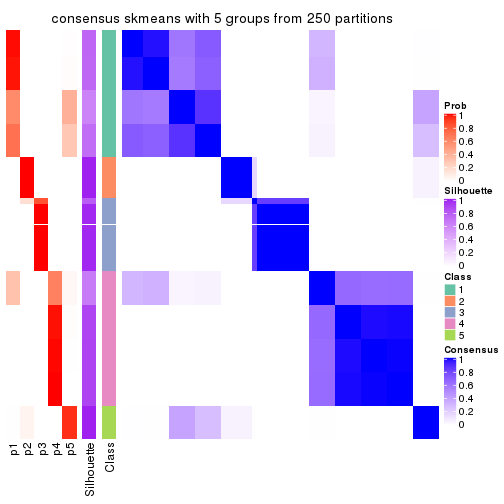 consensus skmeans with 5 groups from 250 partitions
Prob
1
0.8
0.6
0.4
0.2
0
Silhouette
1
0.8
0.6
0.4
0.2
0
Class
1
2
3
4
5
Consensus
1
0.8
0.6
0.4
0.2
0
p1
p2
p3
p4
p5
Silhouette
Class